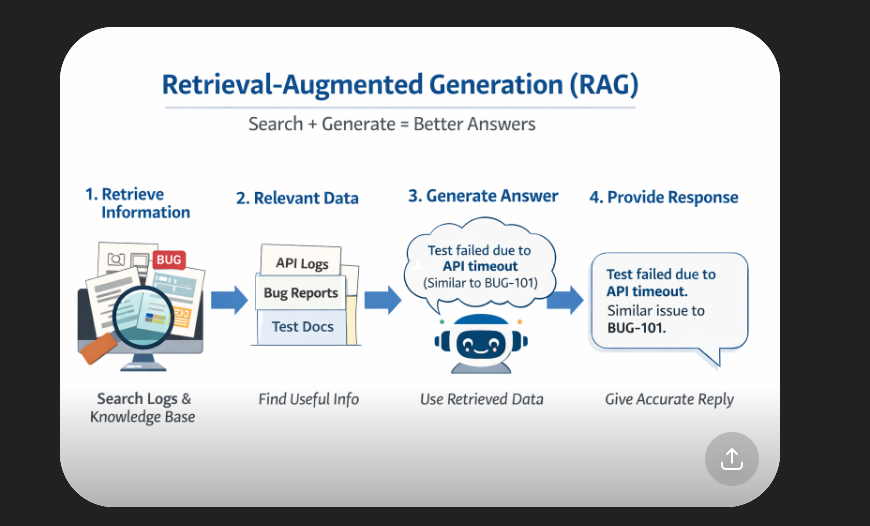 Retrieval-Augmented Generation (RAG)
Search + Generate = Better Answers
1. Retrieve
Information
BUG
Search Logs &
Knowledge Base
2. Relevant Data
API Logs
Bug Reports
Test Docs
Find Useful Info
3. Generate Answer
Test failed due to
API timeout
(Similar to BUG-101)
Use Retrieved Data
4. Provide Response
Test failed due to
API timeout.
Similar issue to
BUG-101.
Give Accurate Reply